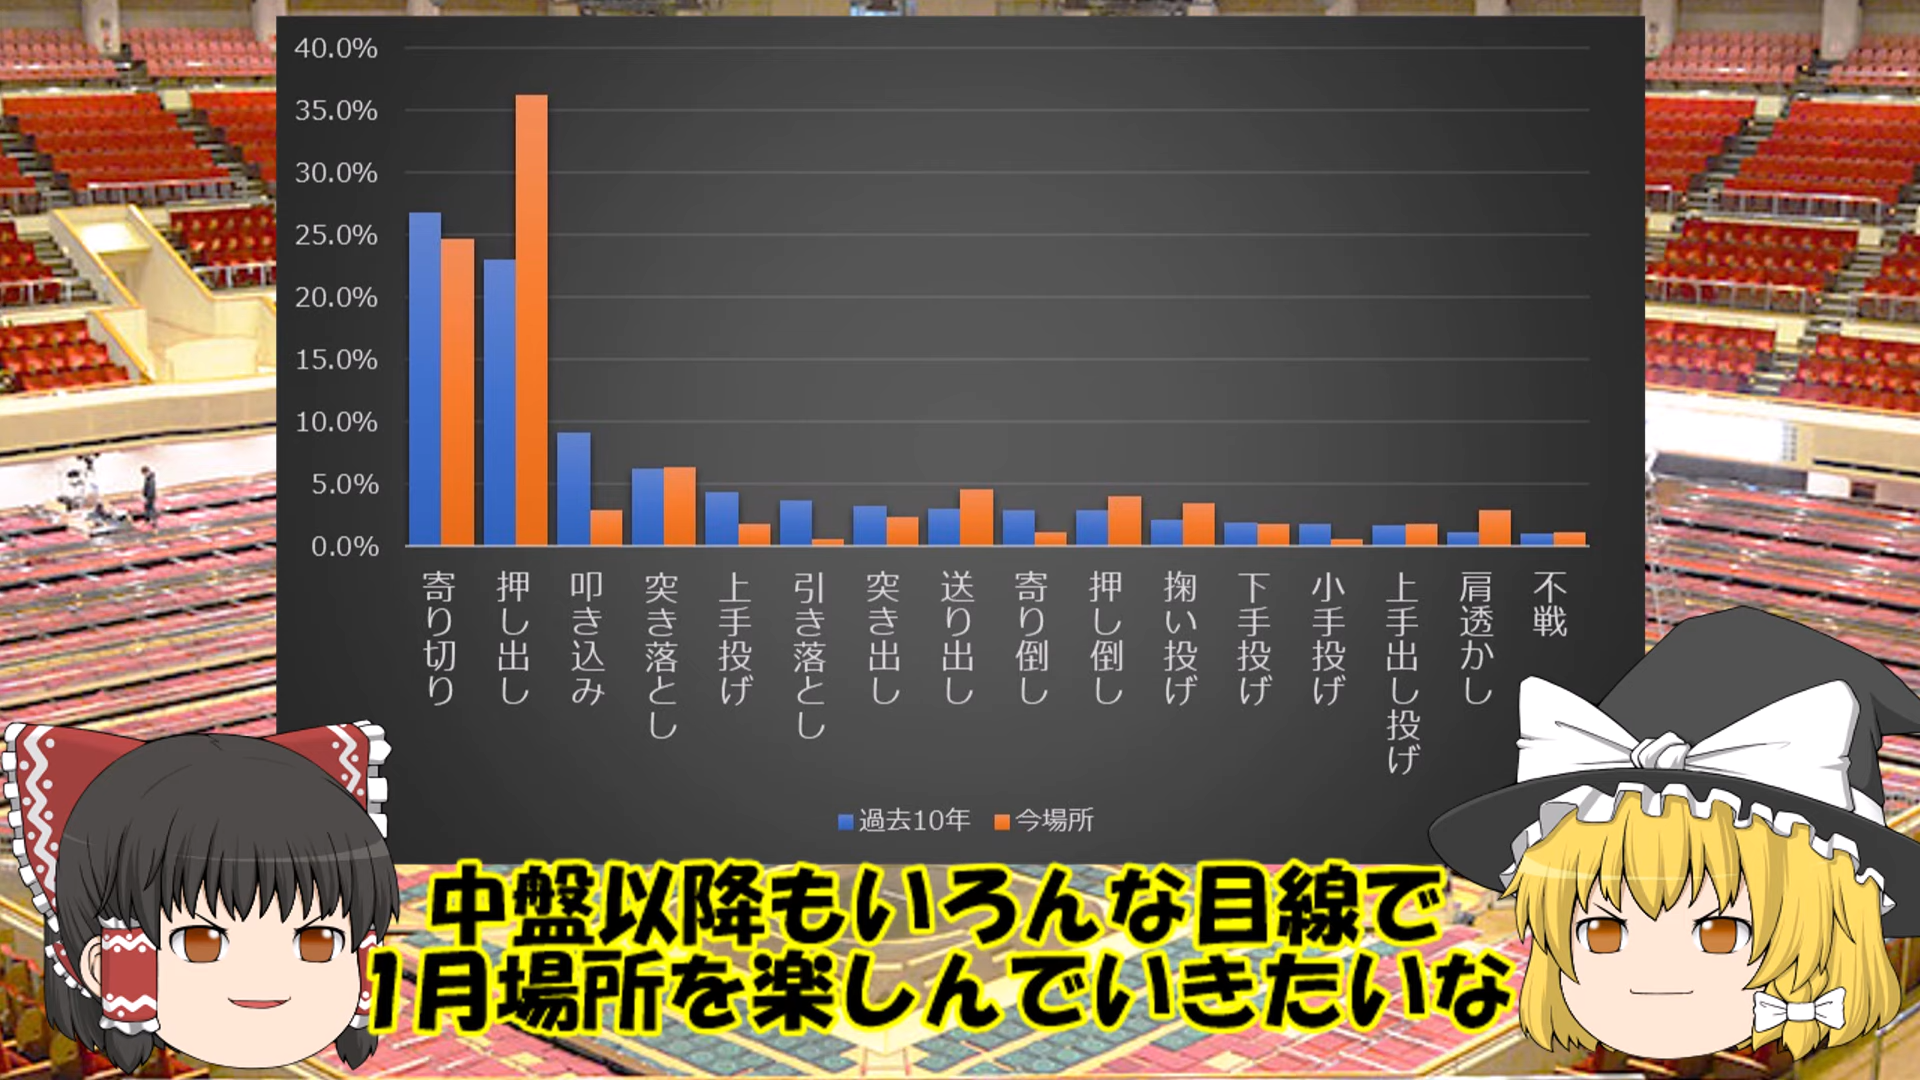 40.0%
35.0%
30.0%
25.0%
20.0%
15.0%
10.0%
5.0%
0.0%
寄り切り
押し出し
叩き込み
突き落とし
上手投げ
引き落とし
突き出し
送り出し
寄り倒し
押し倒し
掬い投げ
下手投げ
小手投げ
上手出し投げ
肩透かし
不戦
過去10年
今場所
中盤以降もいろんな目線で
1月場所を楽しんでいきたいな